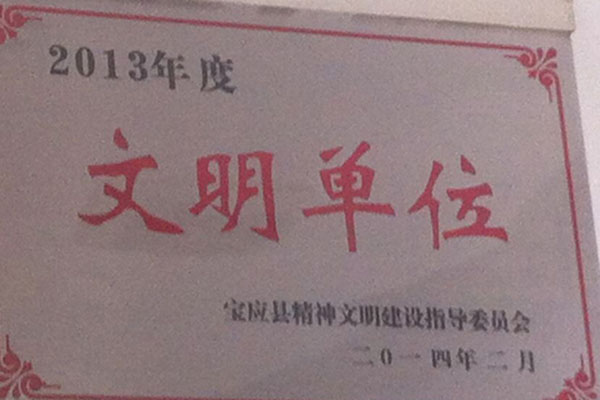 2013年度
文明单位
宝应县精神文明建设指导委员会
二0一四年二月